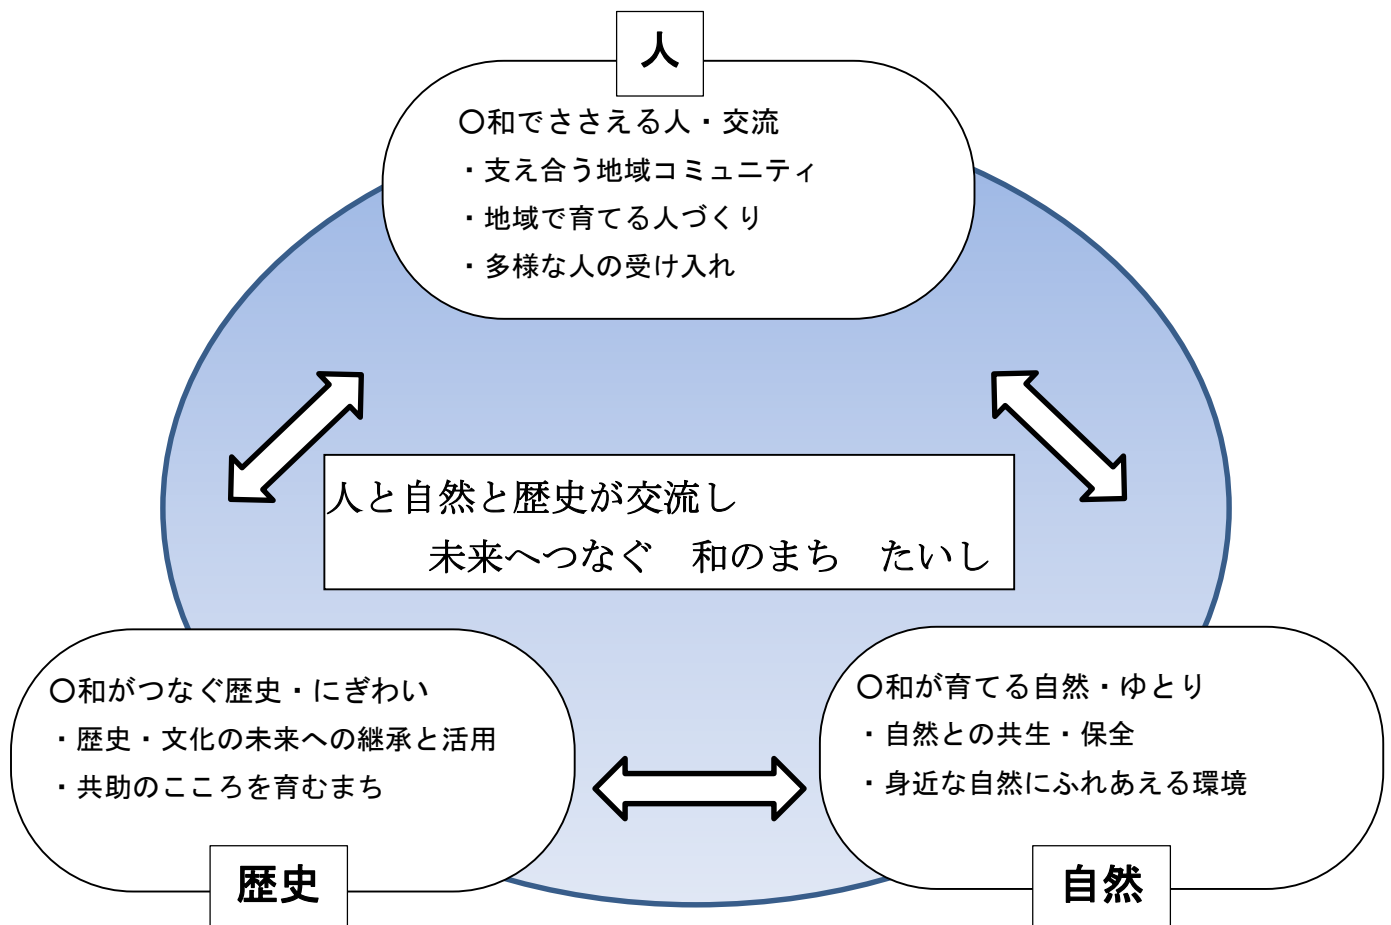 人
〇和でささえる人・交流
・支え合う地域コミュニティ
・地域で育てる人づくり
・多様な人の受け入れ
人と自然と歴史が交流し
未来へつなぐ　和のまち　たいし
〇和がつなぐ歴史・にぎわい
・歴史・文化の未来への継承と活用
・共助のこころを育むまち
歴史
〇和が育てる自然・ゆとり
・自然との共生・保全
・身近な自然にふれあえる環境
自然